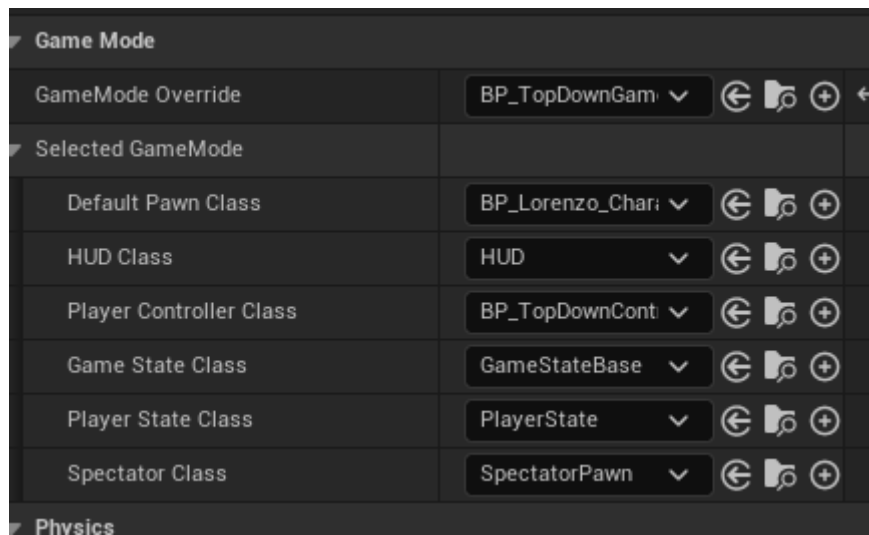 Game Mode
GameMode Override BP_TopDownGam
Selected GameMode
Default Pawn Class BP_Lorenzo_Chara
HUD Class HUD
Player Controller Class BP_TopDownCont
Game State Class GameStateBase
Player State Class PlayerState
Spectator Class SpectatorPawn
Physics